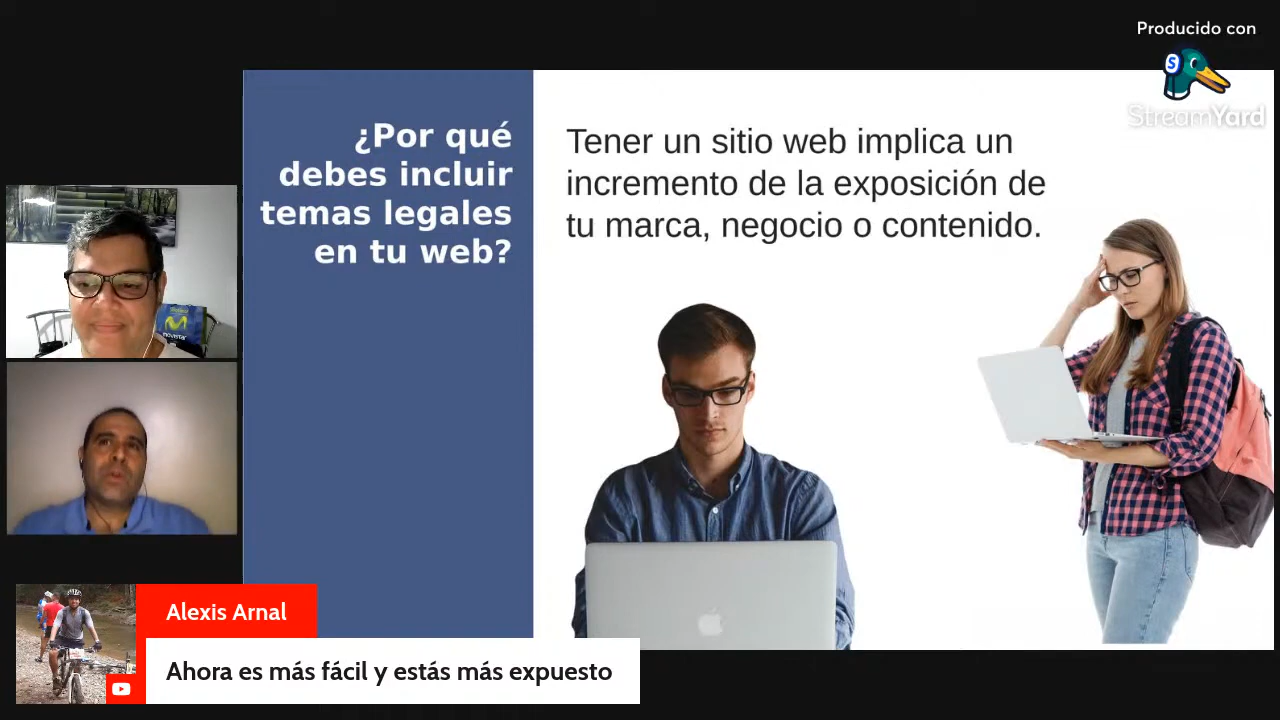 Producido con
StreamYard
¿Por qué
debes incluir
temas legales
en tu web?
Tener un sitio web implica un
incremento de la exposición de
tu marca, negocio o contenido.
movistar
Alexis Arnal
Ahora es más fácil y estás más expuesto